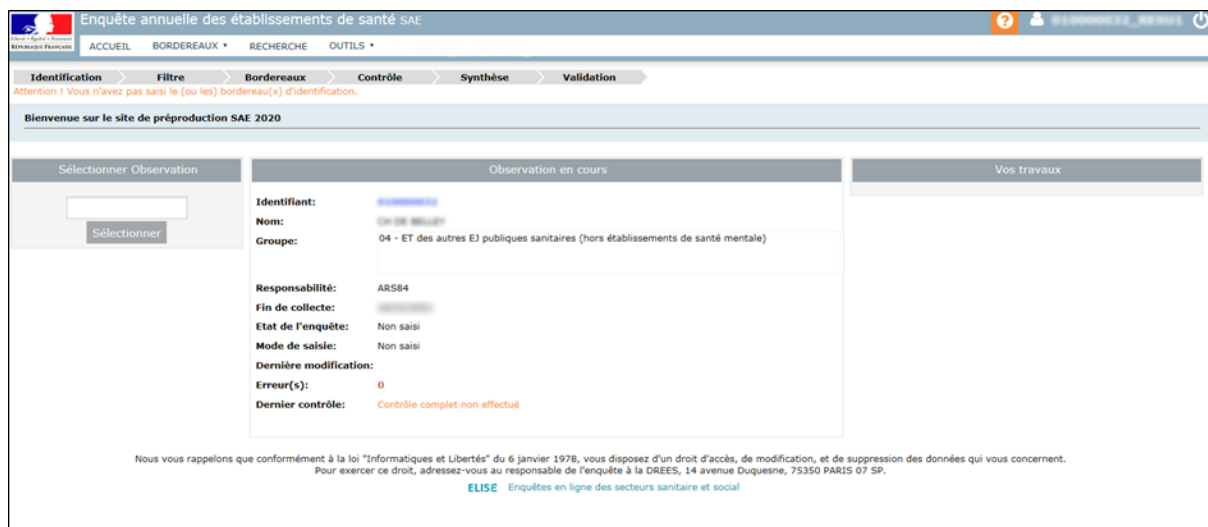 Enquête annuelle des établissements de santé SAE
?
Liberté • Égalité • Fraternité
RÉPUBLIQUE FRANÇAISE
ACCUEIL BORDEREAUX RECHERCHE OUTILS
Identification Filtre Bordereaux Contrôle Synthèse Validation
Attention ! Vous n'avez pas saisi le (ou les) bordereau(x) d'identification.
Bienvenue sur le site de préproduction SAE 2020
Sélectionner Observation
Sélectionner
Observation en cours
Identifiant:
Nom:
Groupe: 04 - ET des autres EJ publiques sanitaires (hors établissements de santé mentale)
Responsabilité: ARS84
Fin de collecte:
Etat de l'enquête: Non saisi
Mode de saisie: Non saisi
Dernière modification:
Erreur(s): 0
Dernier contrôle: Contrôle complet non effectué
Vos travaux
Nous vous rappelons que conformément à la loi "Informatiques et Libertés" du 6 janvier 1978, vous disposez d'un droit d'accès, de modification, et de suppression des données qui vous concernent.
Pour exercer ce droit, adressez-vous au responsable de l'enquête à la DREES, 14 avenue Duquesne, 75350 PARIS 07 SP.
ELISE Enquêtes en ligne des secteurs sanitaire et social